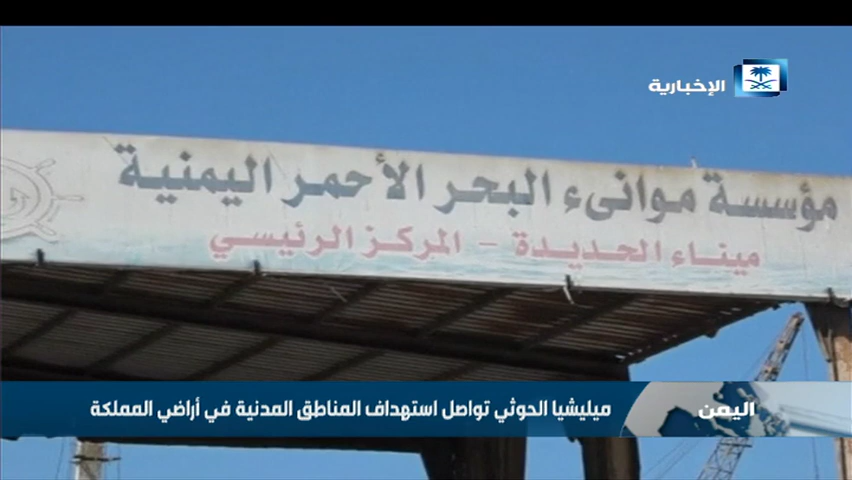 الإخبارية
مؤسسة موانىء البحر الأحمر اليمنية
ميناء الحديدة - المركز الرئيسي
اليمن
ميليشيا الحوثي تواصل استهداف المناطق المدنية في أراضي المملكة